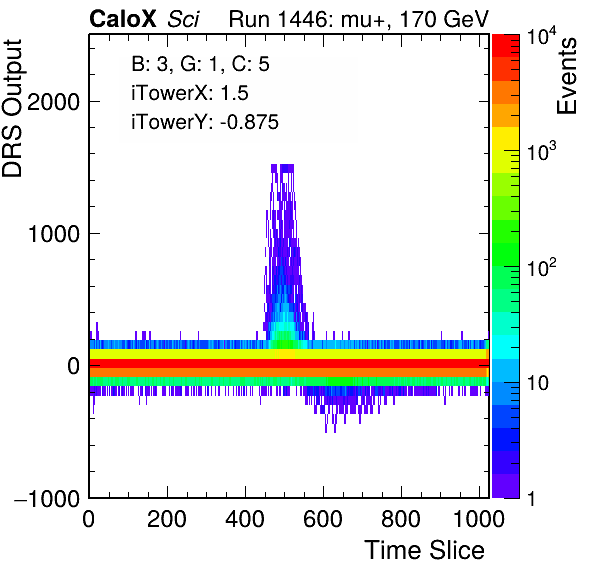 CaloX Sci Run 1446: mu+, 170 GeV
B: 3, G: 1, C: 5
iTowerX: 1.5
iTowerY: -0.875
DRS Output
2000
1000
0
−1000
0 200 400 600 800 1000
Time Slice
Events
10^4
10^3
10^2
10
1